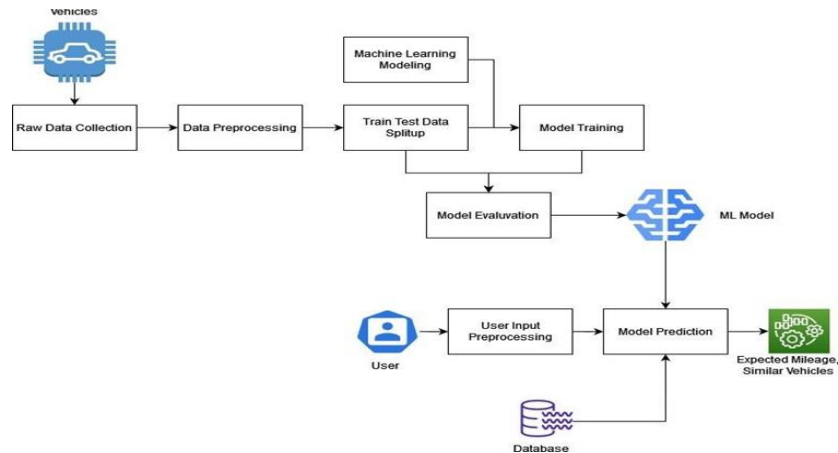 Vehicles
Machine Learning
Modeling
Raw Data Collection
Data Preprocessing
Train Test Data
Splitup
Model Training
Model Evaluvation
ML Model
User Input
Preprocessing
Model Prediction
User
Expected Mileage,
Similar Vehicles
Database